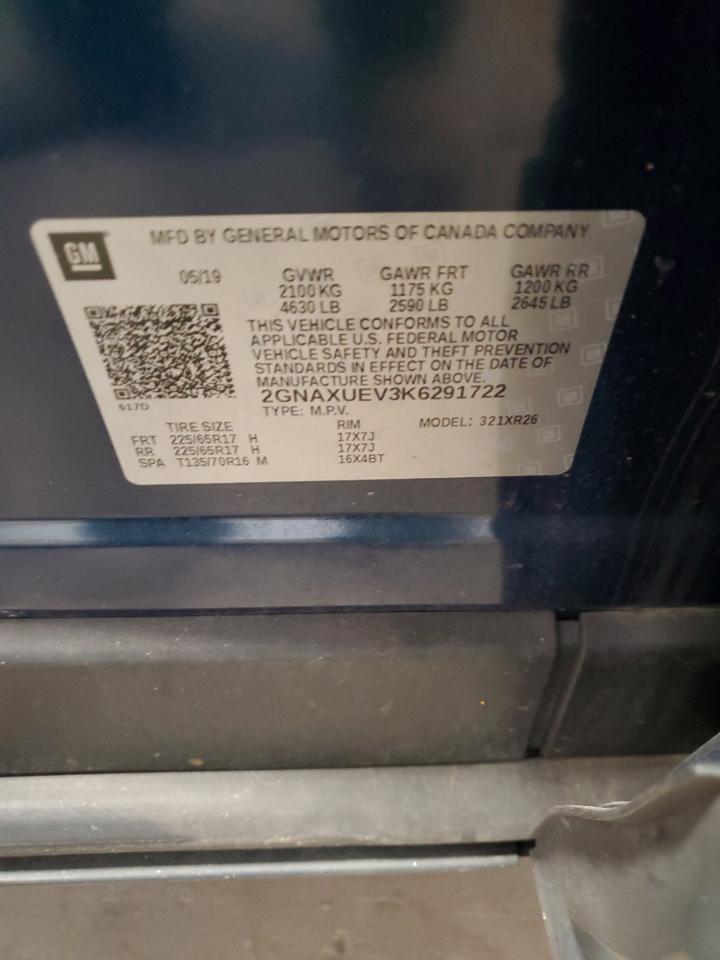 GM
MFD BY GENERAL MOTORS OF CANADA COMPANY
05/19 GVWR GAWR FRT GAWR RR
2100 KG 1175 KG 1200 KG
4630 LB 2590 LB 2645 LB
THIS VEHICLE CONFORMS TO ALL
APPLICABLE U.S. FEDERAL MOTOR
VEHICLE SAFETY AND THEFT PREVENTION
STANDARDS IN EFFECT ON THE DATE OF
MANUFACTURE SHOWN ABOVE.
2GNAXUEV3K6291722
617D
TYPE: M.P.V. MODEL: 321XR26
TIRE SIZE RIM
FRT 225/65R17 H 17X7J
RR 225/65R17 H 17X7J
SPA T135/70R16 M 16X4BT